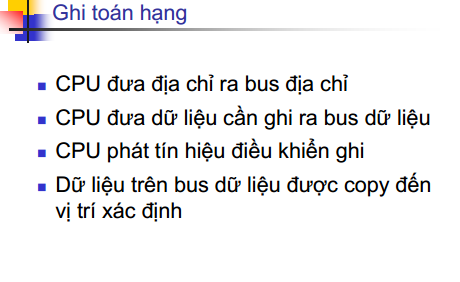 Ghi toán hạng
CPU đưa địa chỉ ra bus địa chỉ
CPU đưa dữ liệu cần ghi ra bus dữ liệu
CPU phát tín hiệu điều khiển ghi
Dữ liệu trên bus dữ liệu được copy đến
vị trí xác định